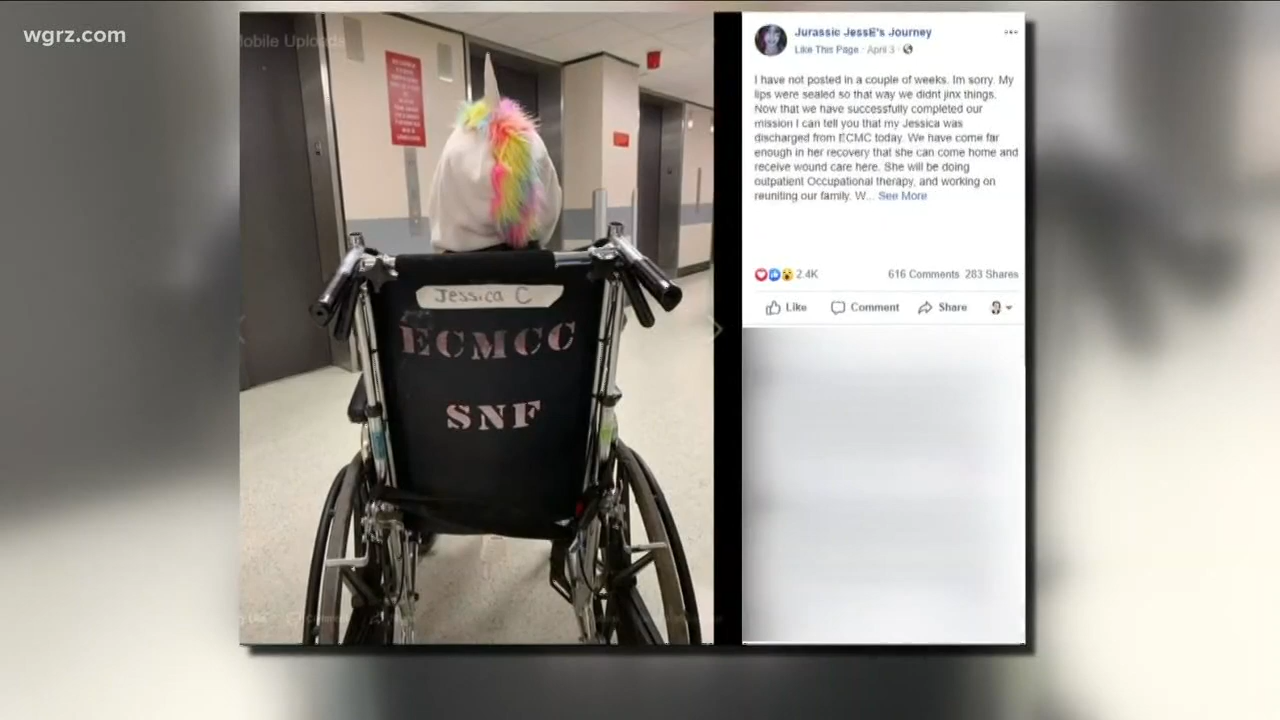 wgrz.com
Mobile Uploads
Jessica C
ECMCC
SNF
Jurassic JessE's Journey
Like This Page · April 3 ·
I have not posted in a couple of weeks. Im sorry. My
lips were sealed so that way we didnt jinx things.
Now that we have successfully completed our
mission I can tell you that my Jessica was
discharged from ECMC today. We have come far
enough in her recovery that she can come home and
receive wound care here. She will be doing
outpatient Occupational therapy, and working on
reuniting our family. W... See More
2.4K 616 Comments 283 Shares
Like Comment Share